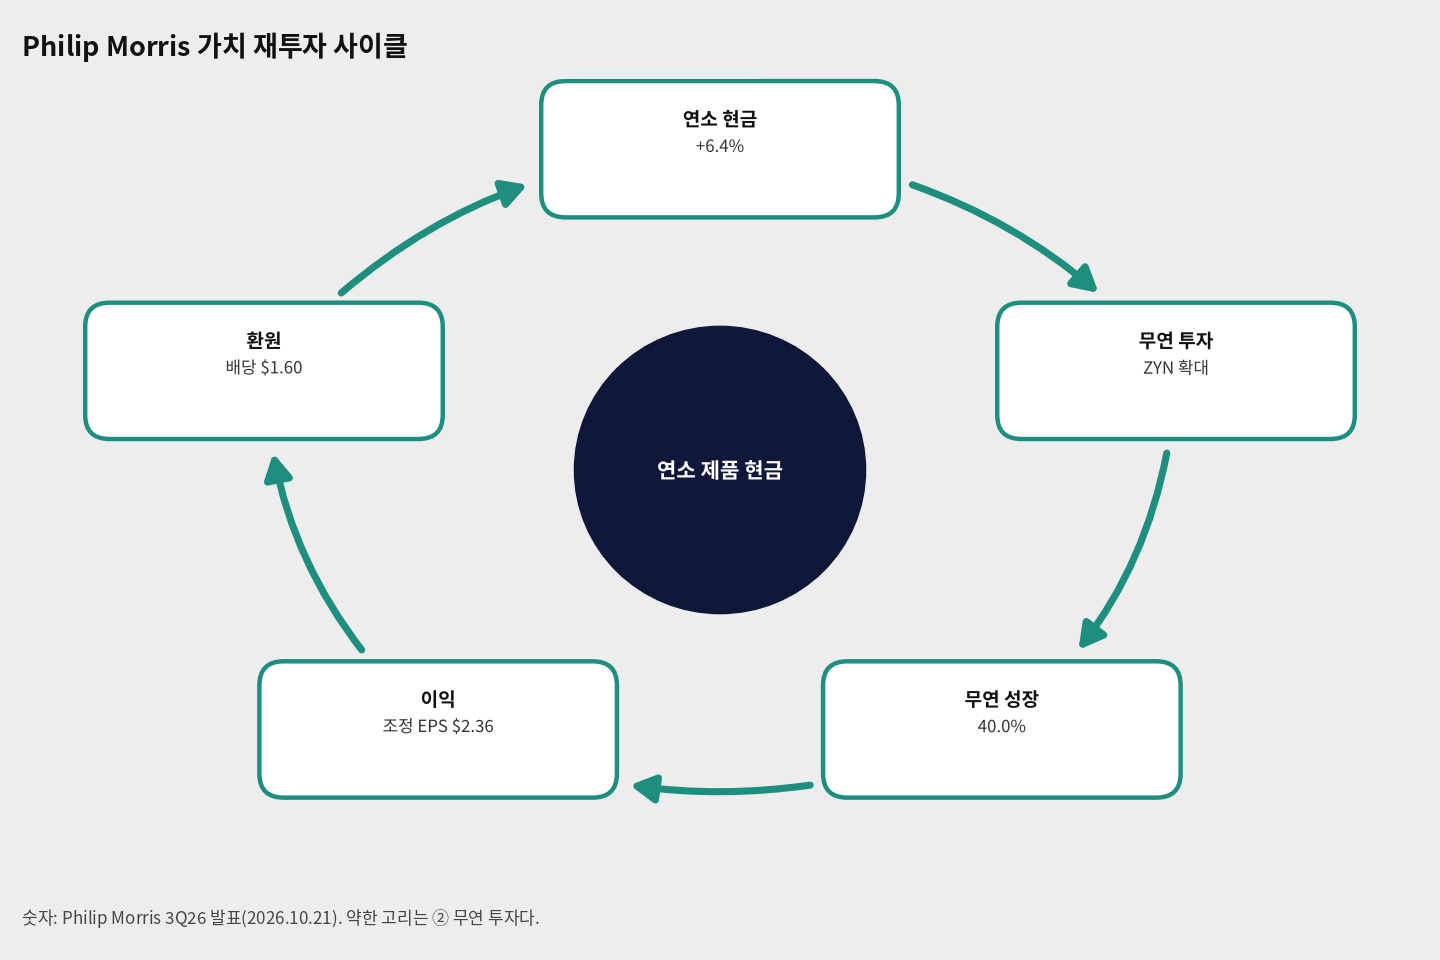 Philip Morris 가치 재투자 사이클
연소 현금
+6.4%
무연 투자
ZYN 확대
무연 성장
40.0%
이익
조정 EPS $2.36
환원
배당 $1.60
연소 제품 현금
숫자: Philip Morris 3Q26 발표(2026.10.21). 약한 고리는 ② 무연 투자다.